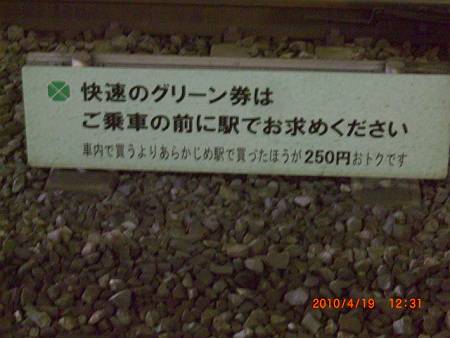 快速のグリーン券は
ご乗車の前に駅でお求めください
車内で買うよりあらかじめ駅で買ったほうが250円おトクです
2010/4/19 12:31